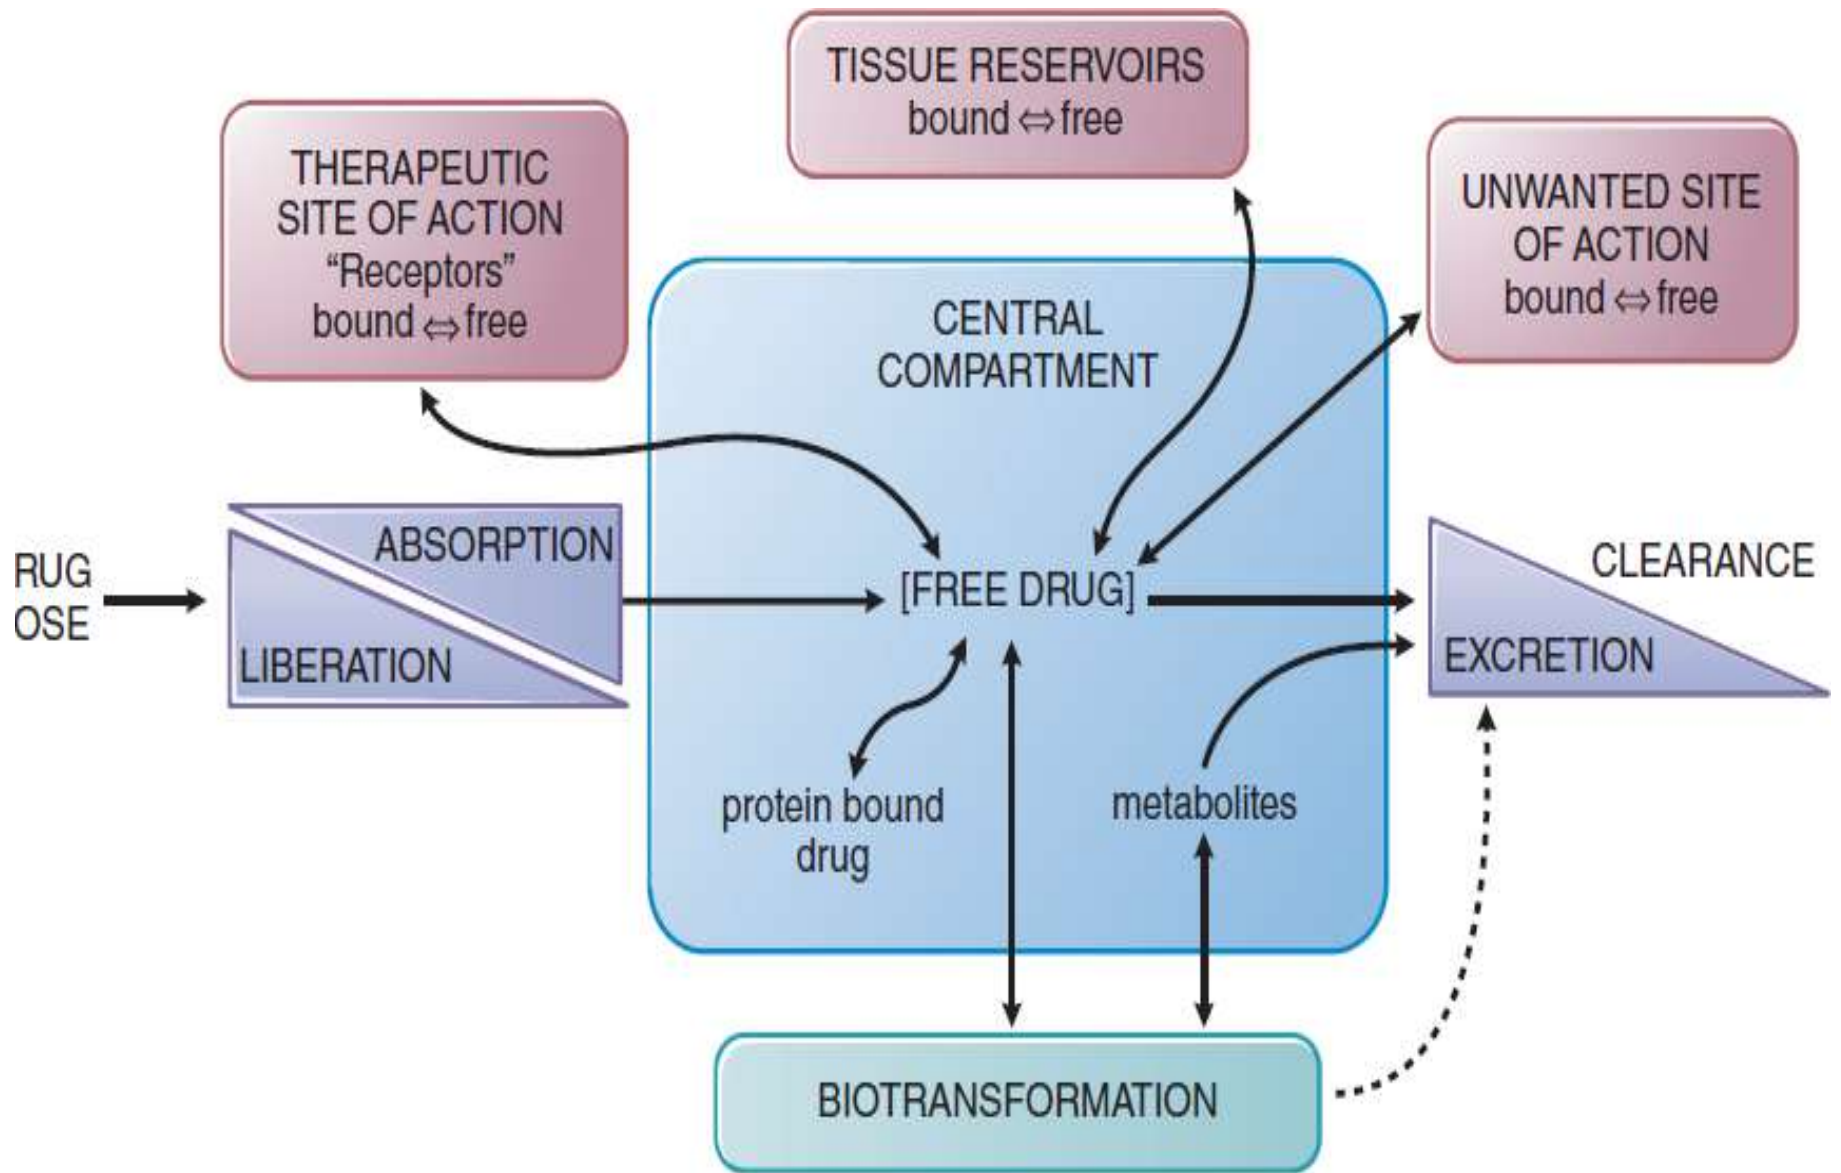 TISSUE RESERVOIRS
bound ⇔ free
THERAPEUTIC
SITE OF ACTION
“Receptors”
bound ⇔ free
UNWANTED SITE
OF ACTION
bound ⇔ free
CENTRAL
COMPARTMENT
RUG
OSE
ABSORPTION
LIBERATION
[FREE DRUG]
CLEARANCE
EXCRETION
protein bound
drug
metabolites
BIOTRANSFORMATION